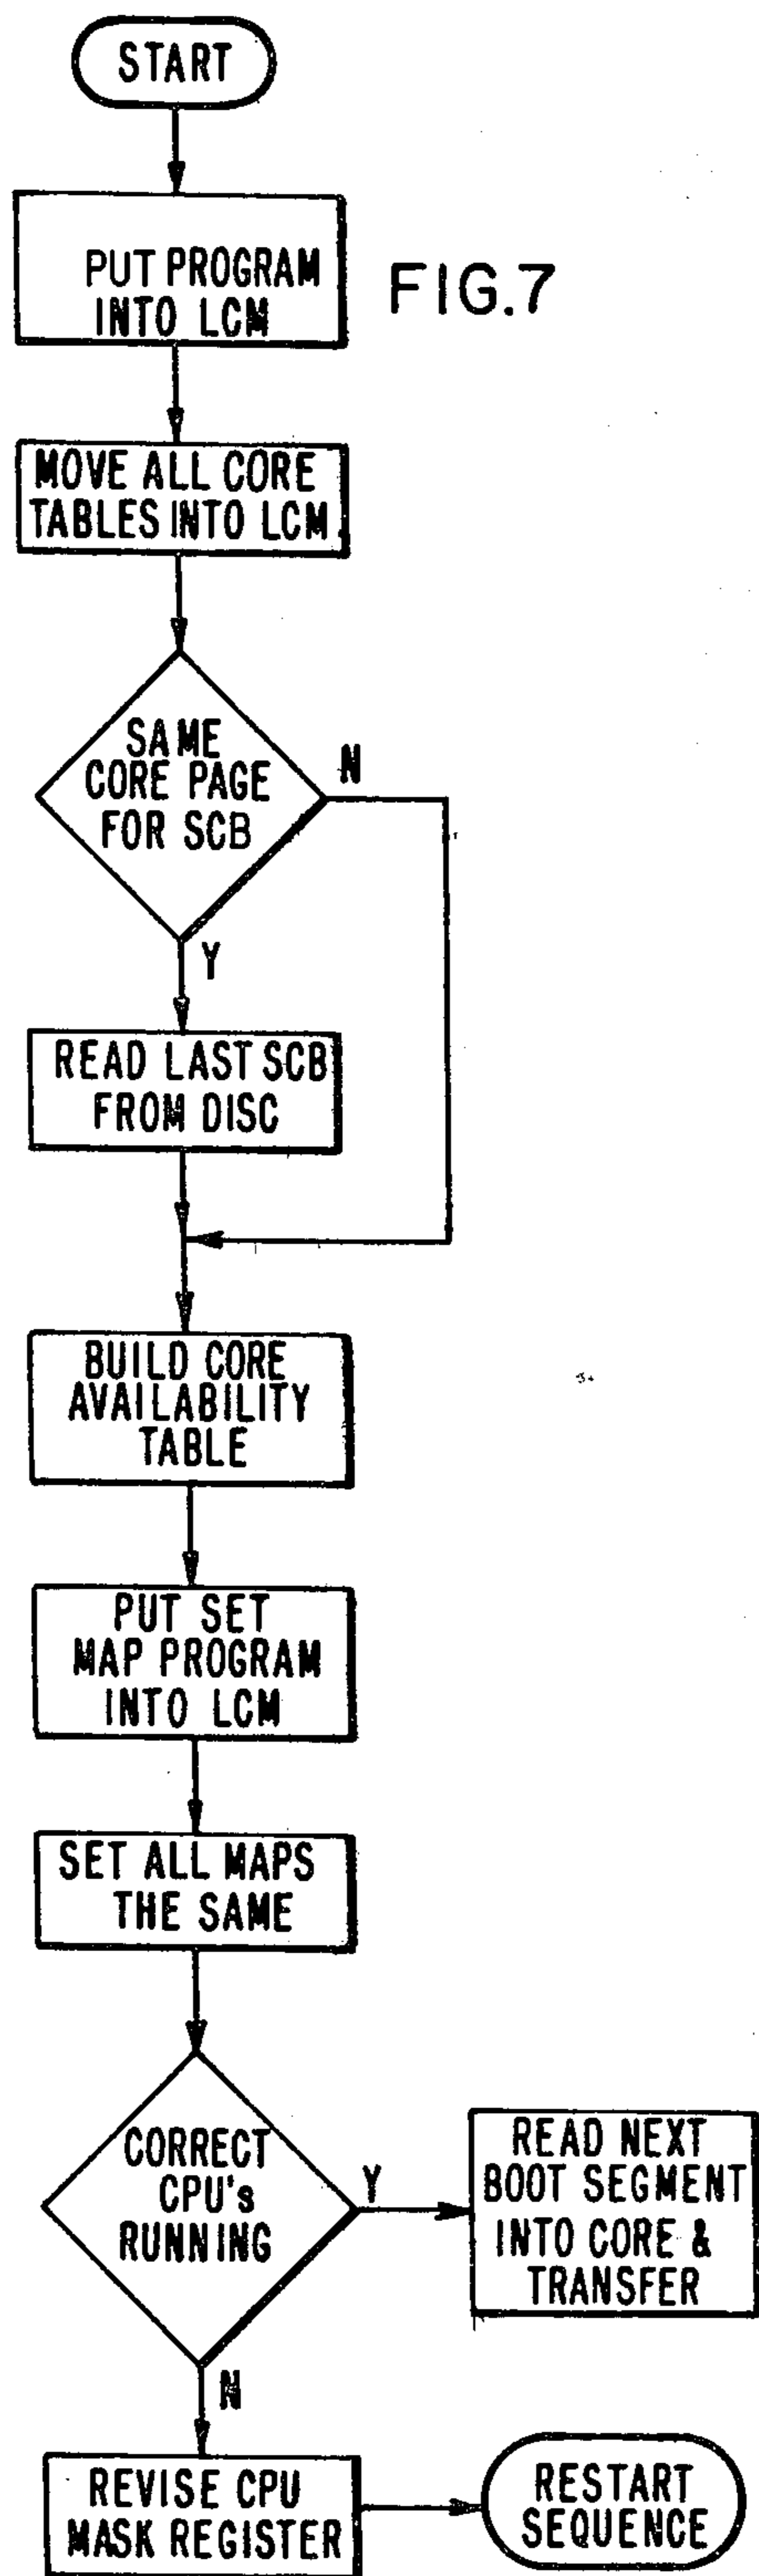 START
PUT PROGRAM
INTO LCM
FIG.7
MOVE ALL CORE
TABLES INTO LCM
SAME
CORE PAGE
FOR SCB
N
Y
READ LAST SCB
FROM DISC
BUILD CORE
AVAILABILITY
TABLE
PUT SET
MAP PROGRAM
INTO LCM
SET ALL MAPS
THE SAME
CORRECT
CPU's
RUNNING
Y
READ NEXT
BOOT SEGMENT
INTO CORE &
TRANSFER
N
REVISE CPU
MASK REGISTER
RESTART
SEQUENCE